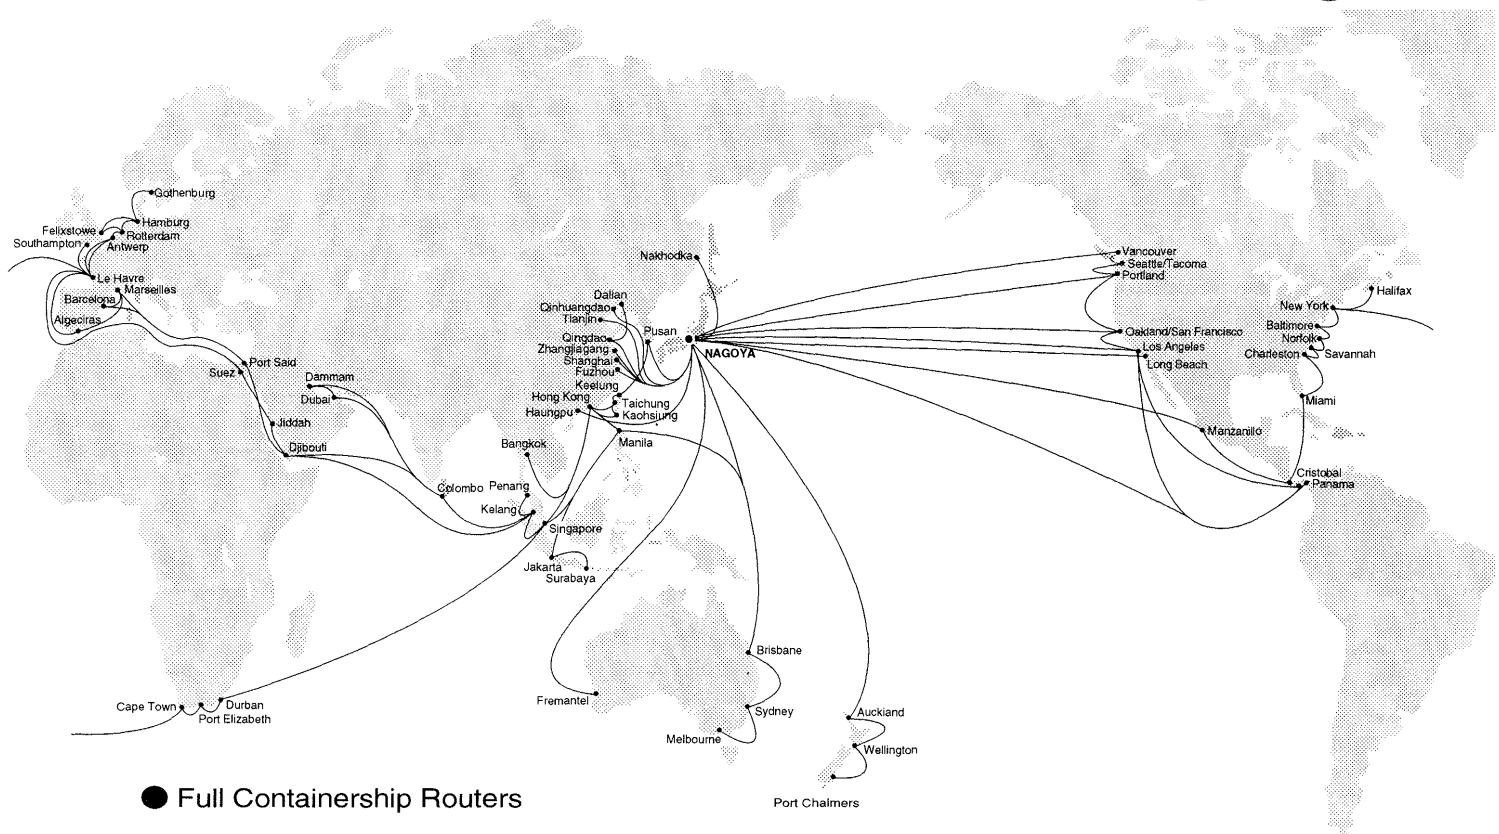 Gothenburg
Hamburg
Felixstowe
Rotterdam
Southampton
Antwerp
Le Havre
Marseilles
Barcelona
Algeciras
Port Said
Suez
Dammam
Dubai
Jiddah
Djibouti
Colombo
Nakhodka
Dalian
Qinhuangdao
Tianjin
Pusan
Qingdao
Zhangjiagang
NAGOYA
Shanghai
Fuzhou
Keelung
Hong Kong
Taichung
Haungpu
Kaohsiung
Manila
Bangkok
Penang
Kelang
Singapore
Jakarta
Surabaya
Vancouver
Seattle/Tacoma
Portland
Oakland/San Francisco
Los Angeles
Long Beach
Manzanillo
Halifax
New York
Baltimore
Norfolk
Charleston
Savannah
Miami
Cristobal
Panama
Cape Town
Durban
Port Elizabeth
Fremantel
Brisbane
Sydney
Melbourne
Auckland
Wellington
Port Chalmers
Full Containership Routers